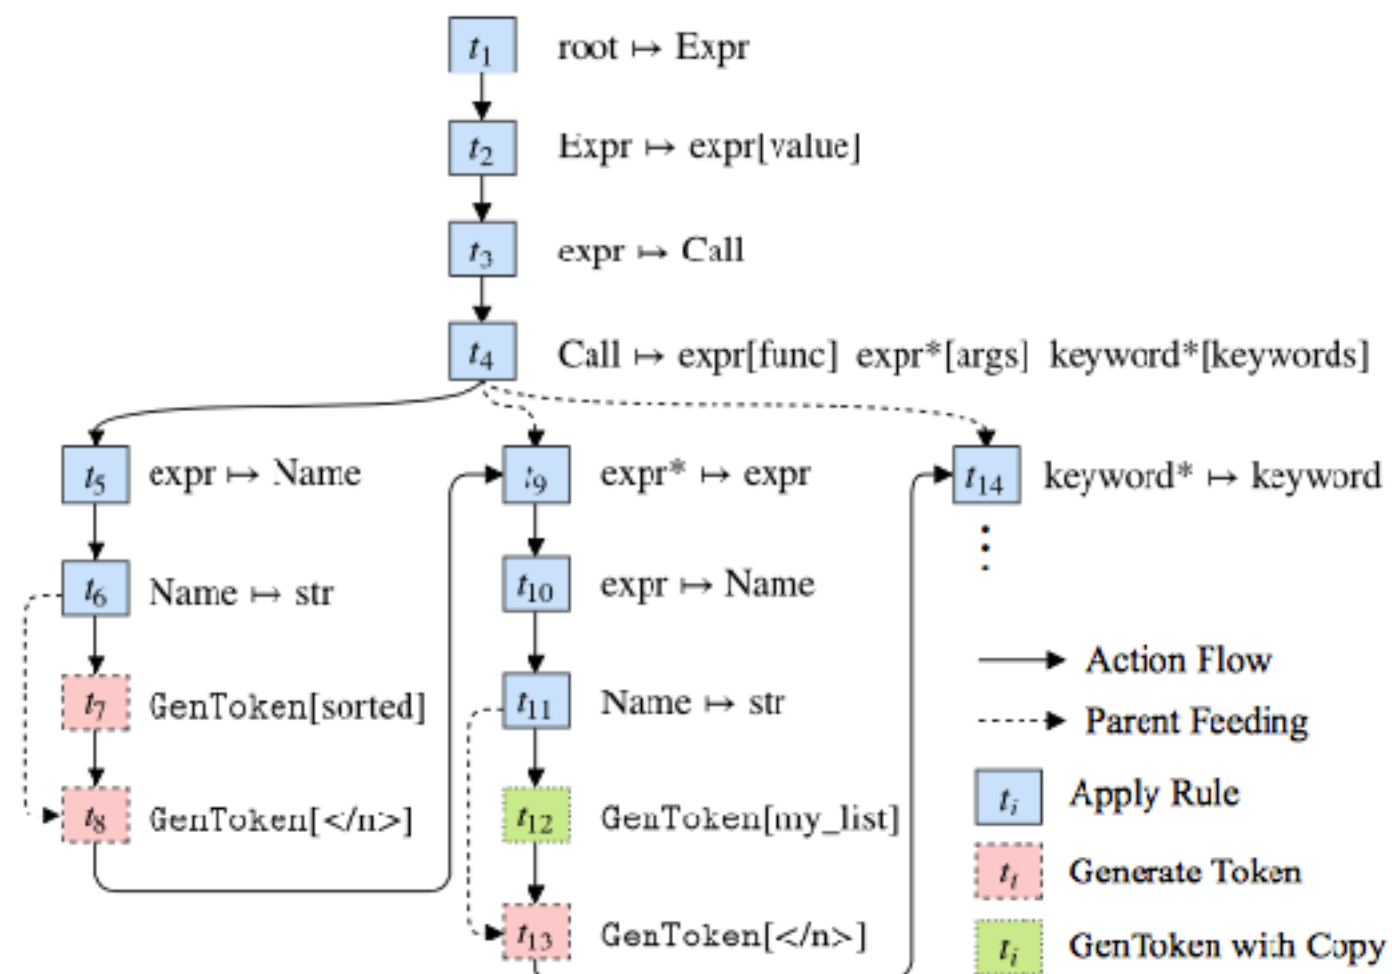 t1 root ↦ Expr
t2 Expr ↦ expr[value]
t3 expr ↦ Call
t4 Call ↦ expr[func] expr*[args] keyword*[keywords]
t5 expr ↦ Name
t6 Name ↦ str
t7 GenToken[sorted]
t8 GenToken[</n>]
t9 expr* ↦ expr
t10 expr ↦ Name
t11 Name ↦ str
t12 GenToken[my_list]
t13 GenToken[</n>]
t14 keyword* ↦ keyword
⋮
Action Flow
Parent Feeding
ti Apply Rule
ti Generate Token
ti GenToken with Copy